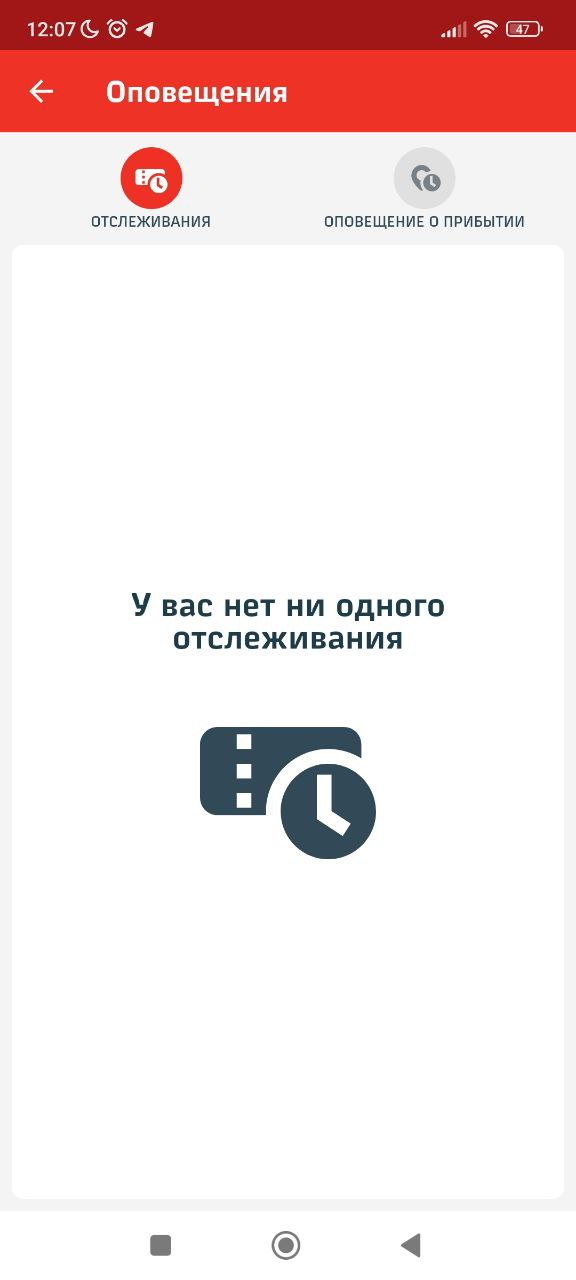 12:07
47
Оповещения
ОТСЛЕЖИВАНИЯ
ОПОВЕЩЕНИЕ О ПРИБЫТИИ
У вас нет ни одного
отслеживания